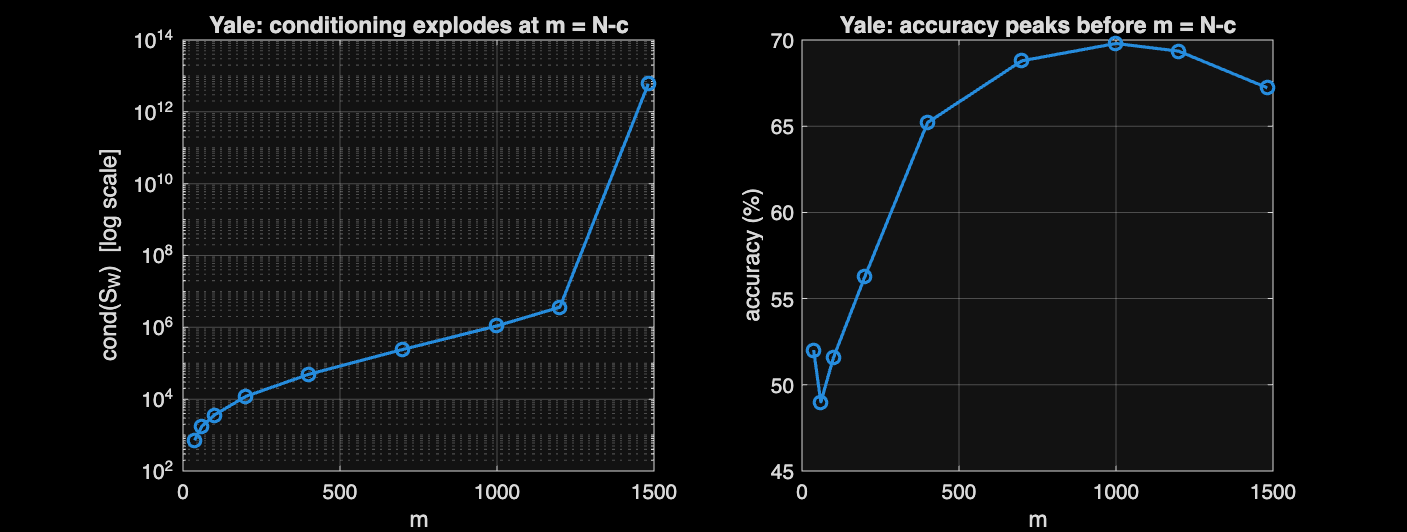 Yale: conditioning explodes at m = N-c
cond(S_W) [log scale]
10^14
10^12
10^10
10^8
10^6
10^4
10^2
0 500 1000 1500
m
Yale: accuracy peaks before m = N-c
accuracy (%)
70
65
60
55
50
45
0 500 1000 1500
m